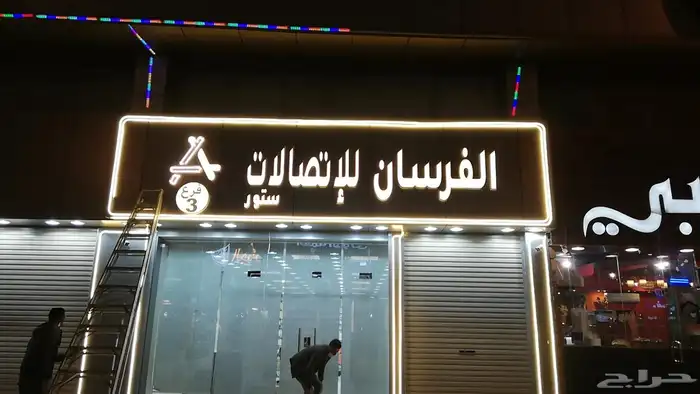 الفرسان للإتصالات
ستور
فرع
3
حراج